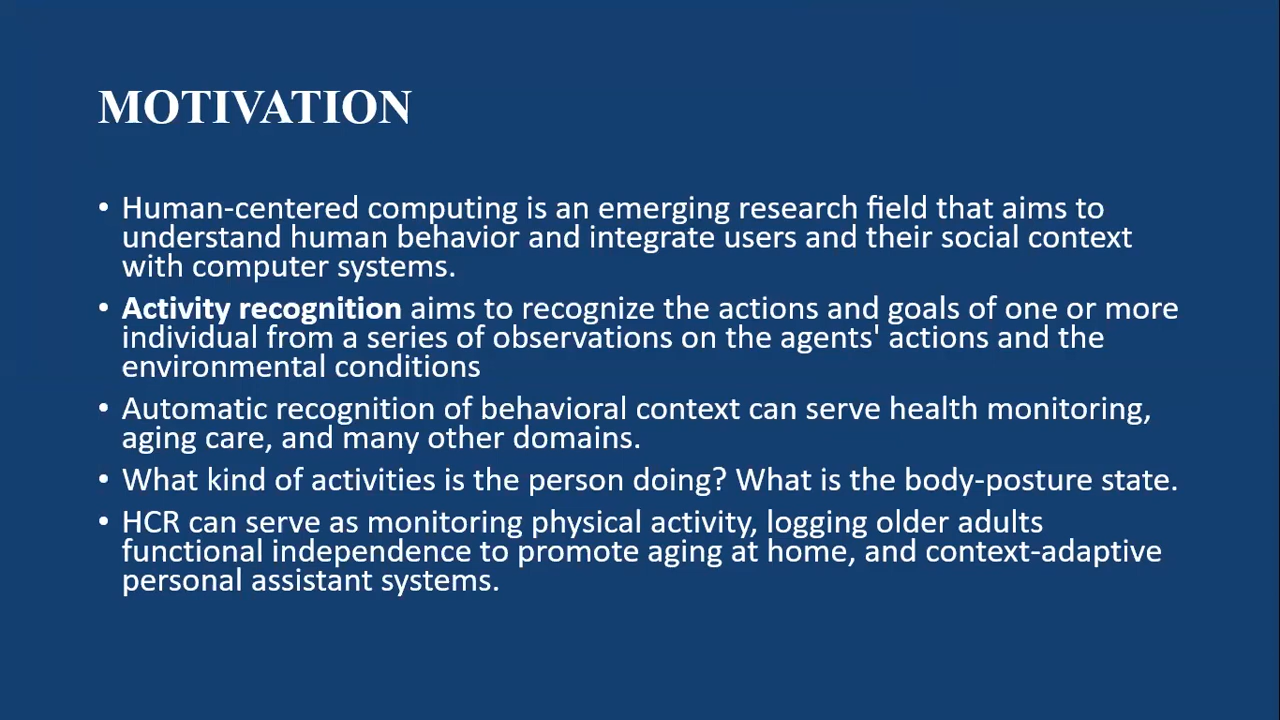 MOTIVATION
• Human-centered computing is an emerging research field that aims to
understand human behavior and integrate users and their social context
with computer systems.
• Activity recognition aims to recognize the actions and goals of one or more
individual from a series of observations on the agents' actions and the
environmental conditions
• Automatic recognition of behavioral context can serve health monitoring,
aging care, and many other domains.
• What kind of activities is the person doing? What is the body-posture state.
• HCR can serve as monitoring physical activity, logging older adults
functional independence to promote aging at home, and context-adaptive
personal assistant systems.